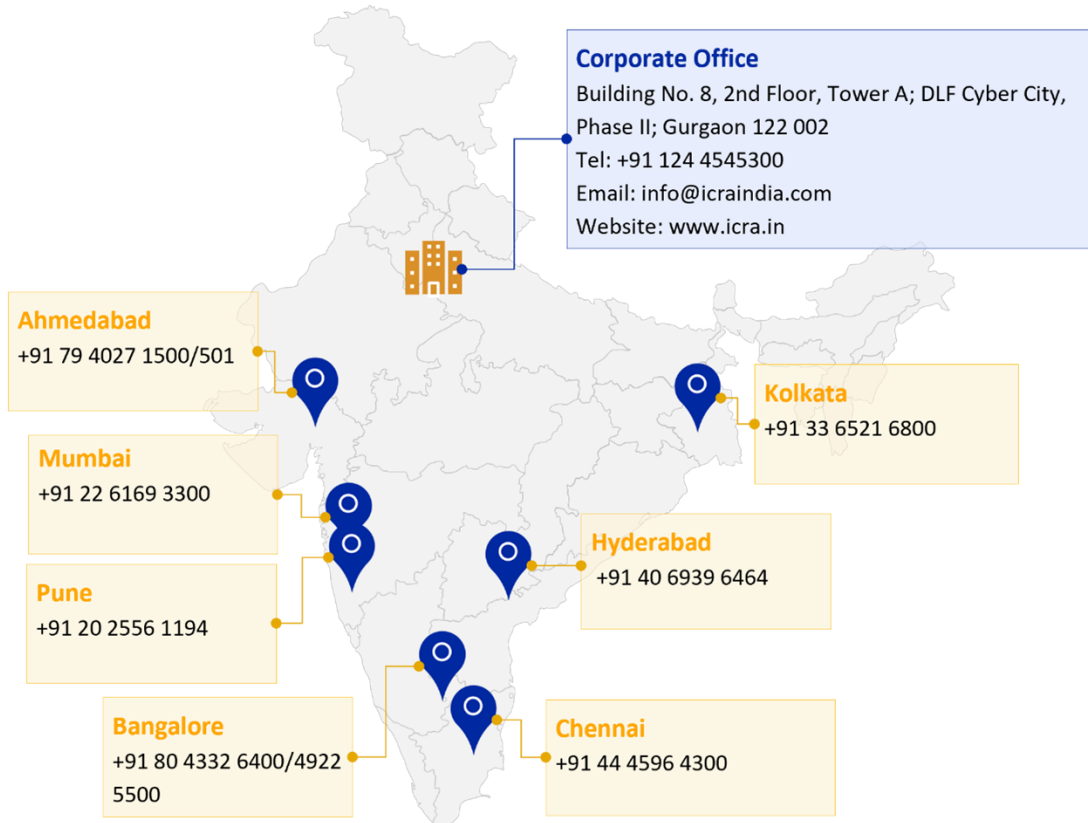 Corporate Office
Building No. 8, 2nd Floor, Tower A; DLF Cyber City,
Phase II; Gurgaon 122 002
Tel: +91 124 4545300
Email: info@icraindia.com
Website: www.icra.in
Ahmedabad
+91 79 4027 1500/501
Kolkata
+91 33 6521 6800
Mumbai
+91 22 6169 3300
Hyderabad
+91 40 6939 6464
Pune
+91 20 2556 1194
Bangalore
+91 80 4332 6400/4922
5500
Chennai
+91 44 4596 4300